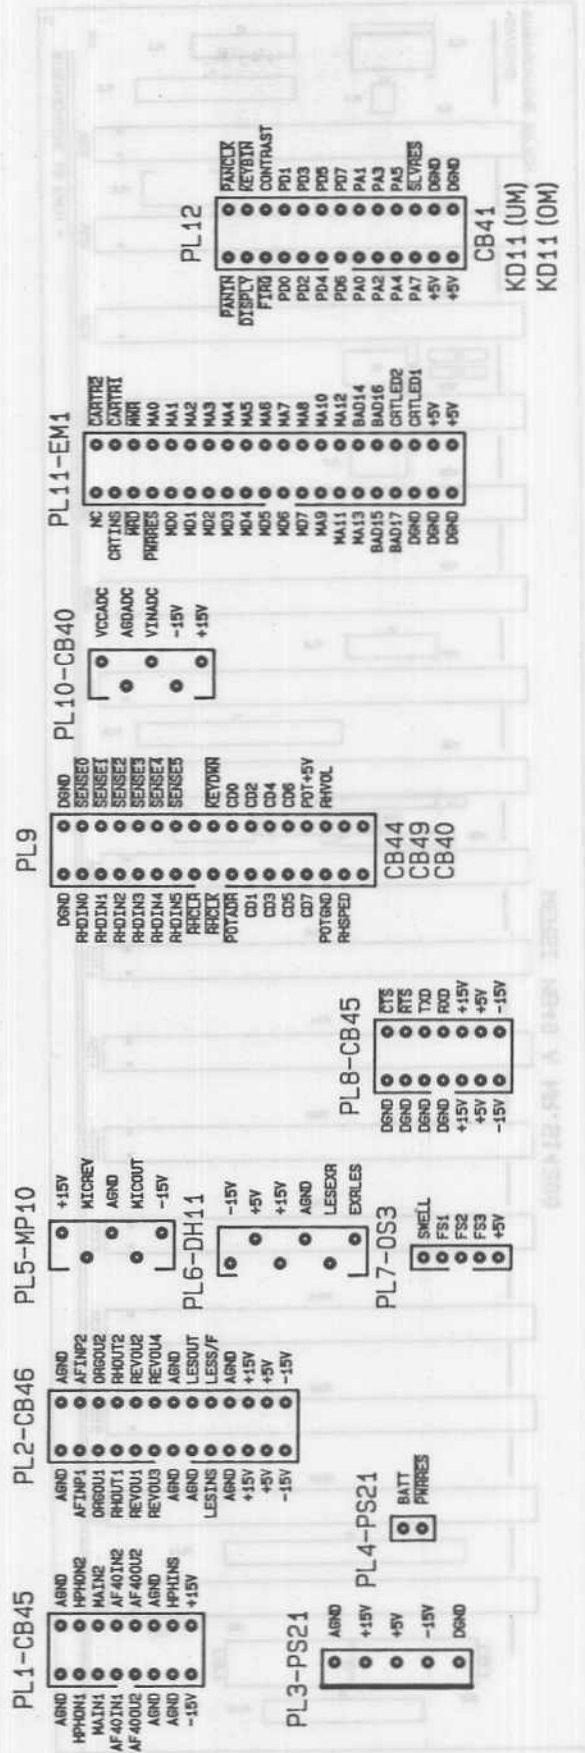 PL1-CB45
AGND AGND
HPHON1 HPHON2
MAIN1 MAIN2
AF40IN1 AF40IN2
AF40OU2 AF40OU2
AGND AGND
AGND HPHINS
-15V +15V
PL2-CB46
AGND AGND
AFINP1 AFINP2
ORGOU1 ORGOU2
RHOUT1 RHOUT2
REVOU1 REVOU2
REVOU3 REVOU4
AGND AGND
AGND LESOUT
LESINS LESS/F
AGND AGND
+15V +15V
+5V +5V
-15V -15V
PL3-PS21
AGND
+15V
+5V
-15V
DGND
PL4-PS21
BATT
PWRRES
PL5-MP10
+15V
MICREV
AGND
MICOUT
-15V
PL6-DH11
-15V
+5V
+15V
AGND
LESEXR
EXRLES
PL7-OS3
SWELL
FS1
FS2
FS3
+5V
PL8-CB45
DGND CTS
DGND RTS
DGND TXD
DGND RXD
+15V +15V
+5V +5V
-15V -15V
PL9
DGND DGND
RHDIN0 SENSE0
RHDIN1 SENSE1
RHDIN2 SENSE2
RHDIN3 SENSE3
RHDIN4 SENSE4
RHDIN5 SENSE5
RHCLR
RHCLK KEYDWN
POTADR CD0
CD1 CD2
CD3 CD4
CD5 CD6
CD7 POT+5V
POTGND RHVOL
RHSPED
CB44
CB49
CB40
PL10-CB40
VCCADC
AGDADC
VINADC
-15V
+15V
PL11-EM1
NC CARTR2
CRTINS CARTR1
MRD MWR
PWRRES MA0
MD0 MA1
MD1 MA2
MD2 MA3
MD3 MA4
MD4 MA5
MD5 MA6
MD6 MA7
MD7 MA8
MA9 MA10
MA11 MA12
MA13 BAD14
BAD15 BAD16
BAD17 CRTLED2
DGND CRTLED1
DGND +5V
DGND +5V
PL12
PANIN PANCLK
DISPLY KEYBIN
FIRQ CONTRAST
PD0 PD1
PD2 PD3
PD4 PD5
PD6 PD7
PA0 PA1
PA2 PA3
PA4 PA5
PA7 SLVRES
+5V DGND
+5V DGND
CB41
KD11 (UM)
KD11 (OM)